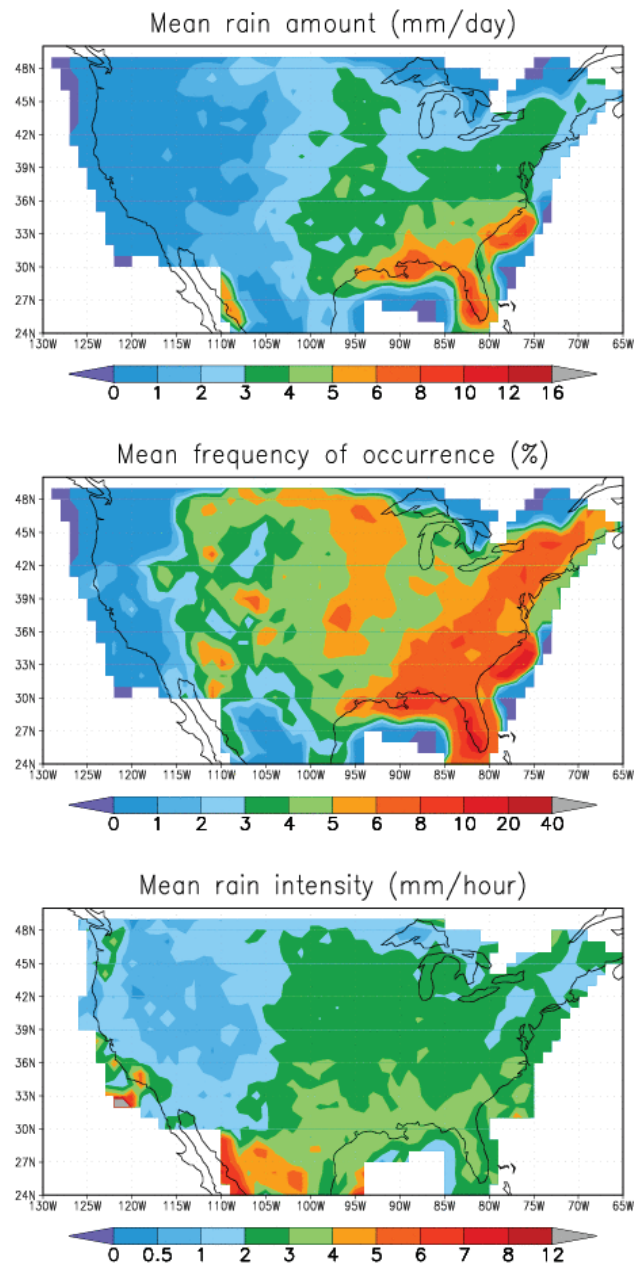 Mean rain amount (mm/day)
48N
45N
42N
39N
36N
33N
30N
27N
24N
130W 125W 120W 115W 110W 105W 100W 95W 90W 85W 80W 75W 70W 65W
0 1 2 3 4 5 6 8 10 12 16
Mean frequency of occurrence (%)
48N
45N
42N
39N
36N
33N
30N
27N
24N
130W 125W 120W 115W 110W 105W 100W 95W 90W 85W 80W 75W 70W 65W
0 1 2 3 4 5 6 8 10 20 40
Mean rain intensity (mm/hour)
48N
45N
42N
39N
36N
33N
30N
27N
24N
130W 125W 120W 115W 110W 105W 100W 95W 90W 85W 80W 75W 70W 65W
0 0.5 1 2 3 4 5 6 7 8 12